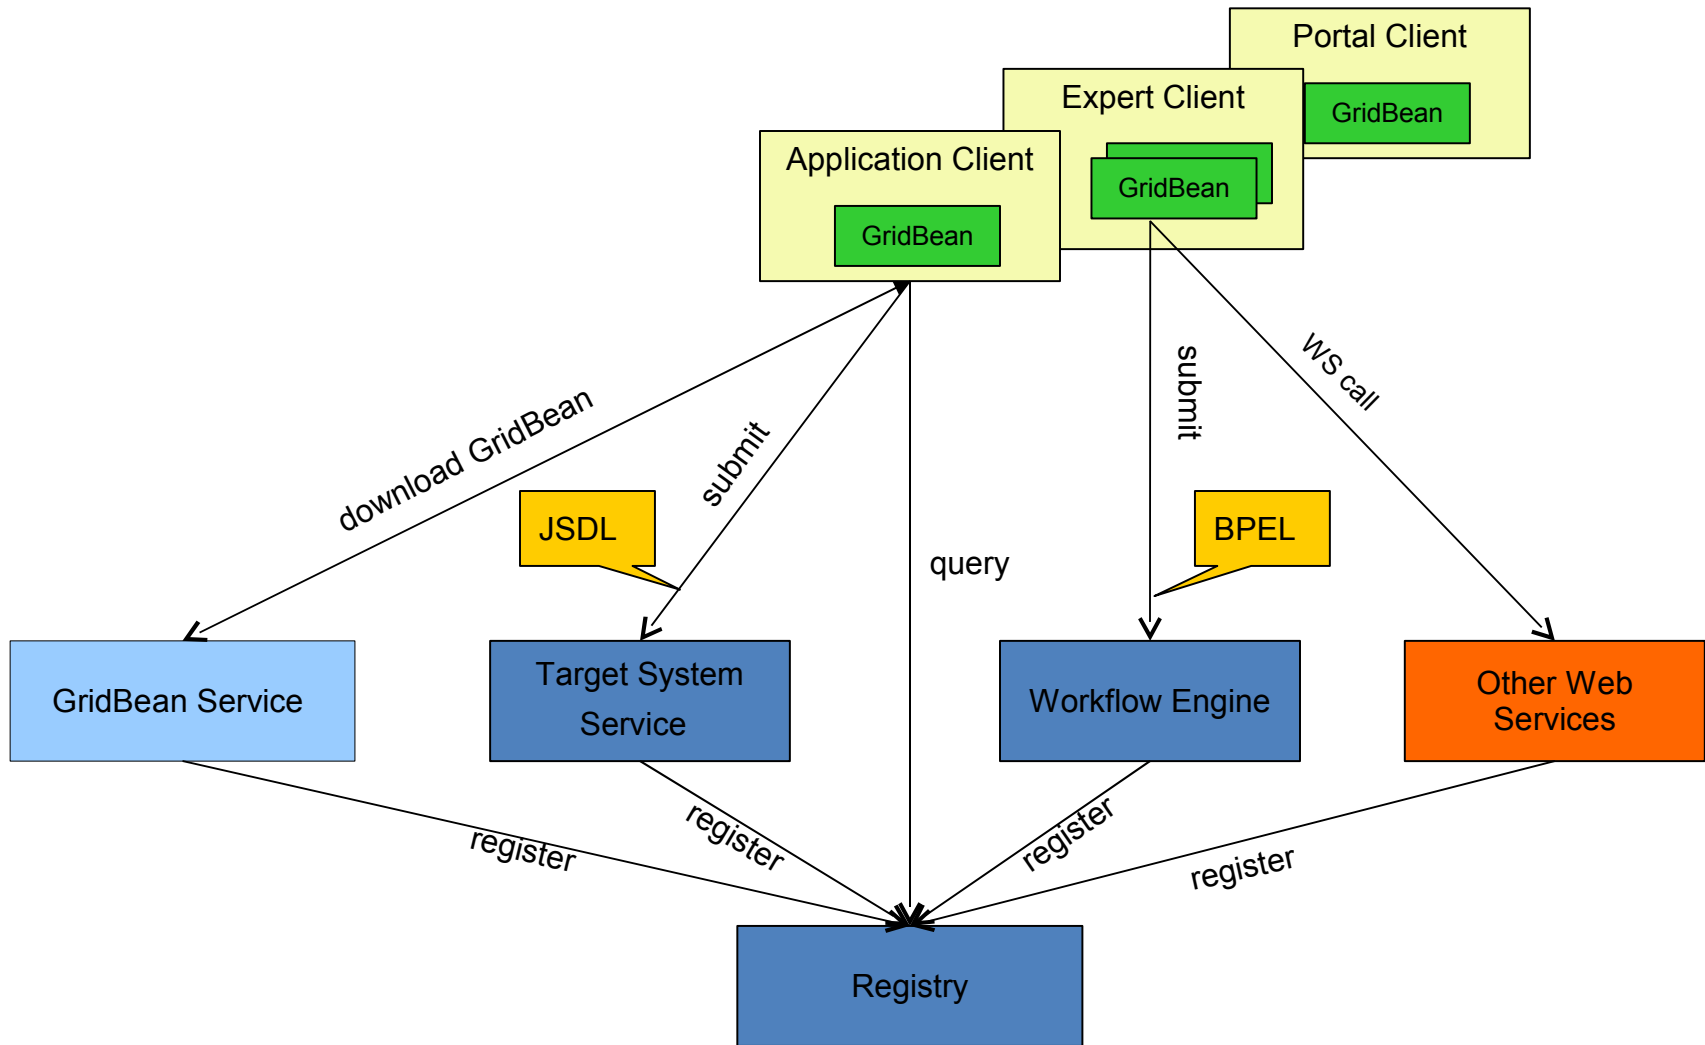 Portal Client
GridBean
Expert Client
GridBean
Application Client
GridBean
download GridBean
submit
query
submit
WS call
JSDL
BPEL
GridBean Service
Target System
Service
Workflow Engine
Other Web
Services
register
register
register
register
Registry